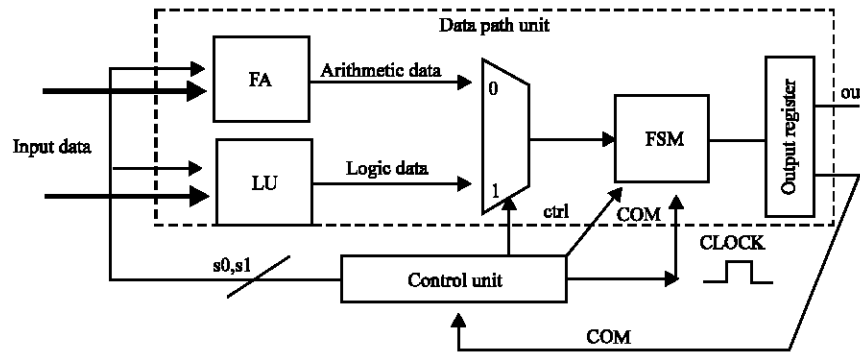 Data path unit
FA
Arithmetic data
0
Input data
LU
Logic data
1
FSM
Output register
ou
ctrl
COM
CLOCK
s0,s1
Control unit
COM